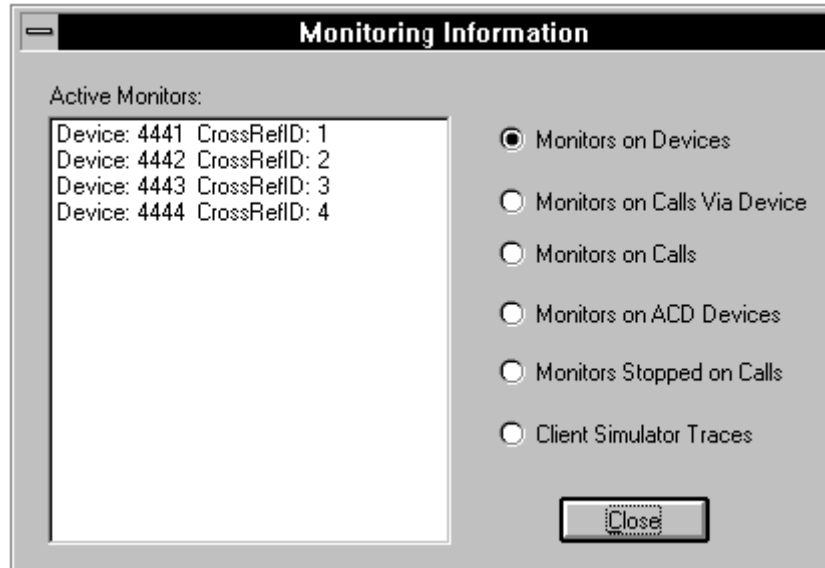 Monitoring Information
Active Monitors:
Device: 4441 CrossRefID: 1
Device: 4442 CrossRefID: 2
Device: 4443 CrossRefID: 3
Device: 4444 CrossRefID: 4
Monitors on Devices
Monitors on Calls Via Device
Monitors on Calls
Monitors on ACD Devices
Monitors Stopped on Calls
Client Simulator Traces
Close